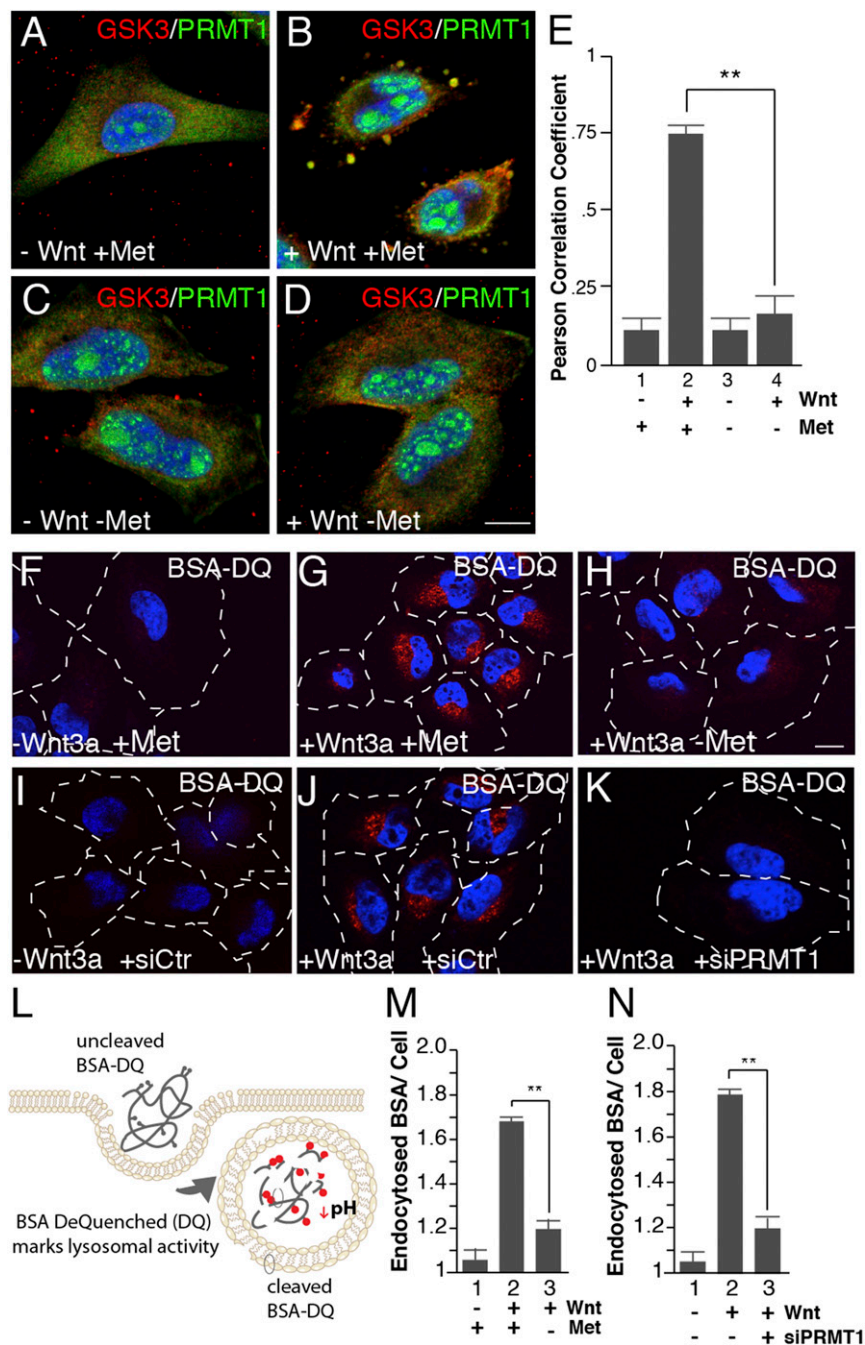 A GSK3/PRMT1
- Wnt +Met
B GSK3/PRMT1
+ Wnt +Met
C GSK3/PRMT1
- Wnt -Met
D GSK3/PRMT1
+ Wnt -Met
E
Pearson Correlation Coefficient
1
.75
.5
.25
0
**
1 2 3 4
- + - + Wnt
+ + - - Met
F BSA-DQ
-Wnt3a +Met
G BSA-DQ
+Wnt3a +Met
H BSA-DQ
+Wnt3a -Met
I BSA-DQ
-Wnt3a +siCtr
J BSA-DQ
+Wnt3a +siCtr
K BSA-DQ
+Wnt3a +siPRMT1
L
uncleaved
BSA-DQ
↓pH
BSA DeQuenched (DQ)
marks lysosomal activity
cleaved
BSA-DQ
M
Endocytosed BSA/ Cell
2.0
1.8
1.6
1.4
1.2
1
**
1 2 3
- + + Wnt
+ + - Met
N
Endocytosed BSA/ Cell
2.0
1.8
1.6
1.4
1.2
1
**
1 2 3
- + + Wnt
- - + siPRMT1